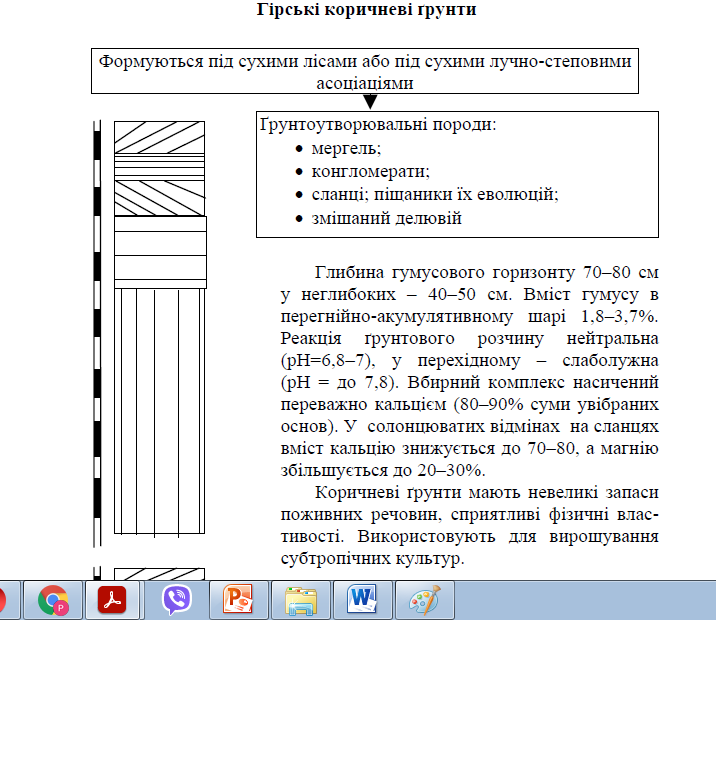 Гірські коричневі ґрунти
Формуються під сухими лісами або під сухими лучно-степовими
асоціаціями
Ґрунтоутворювальні породи:
• мергель;
• конгломерати;
• сланці; піщаники їх еволюцій;
• змішаний делювій
Глибина гумусового горизонту 70–80 см
у неглибоких – 40–50 см. Вміст гумусу в
перегнійно-акумулятивному шарі 1,8–3,7%.
Реакція ґрунтового розчину нейтральна
(рН=6,8–7), у перехідному – слаболужна
(рН = до 7,8). Вбирний комплекс насичений
переважно кальцієм (80–90% суми увібраних
основ). У солонцюватих відмінах на сланцях
вміст кальцію знижується до 70–80, а магнію
збільшується до 20–30%.
Коричневі ґрунти мають невеликі запаси
поживних речовин, сприятливі фізичні влас-
тивості. Використовують для вирощування
субтропічних культур.